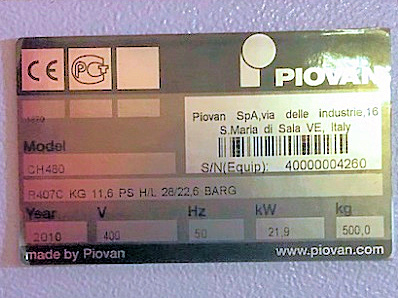 CE PCT
PIOVAN
Piovan SpA,via delle industrie,16
S.Maria di Sala VE, Italy
Model
CH480
S/N(Equip): 40000004260
R407C KG 11,6 PS H/L 28/22,6 BARG
Year V Hz kW kg
2010 400 50 21,9 500,0
made by Piovan www.piovan.com